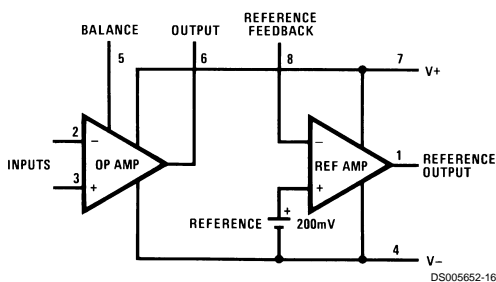 BALANCE
OUTPUT
REFERENCE
FEEDBACK
5
6
8
7
V+
2
−
INPUTS
OP AMP
3
+
−
REF AMP
+
1
REFERENCE
OUTPUT
REFERENCE
+
200mV
4
V−
DS005652-16